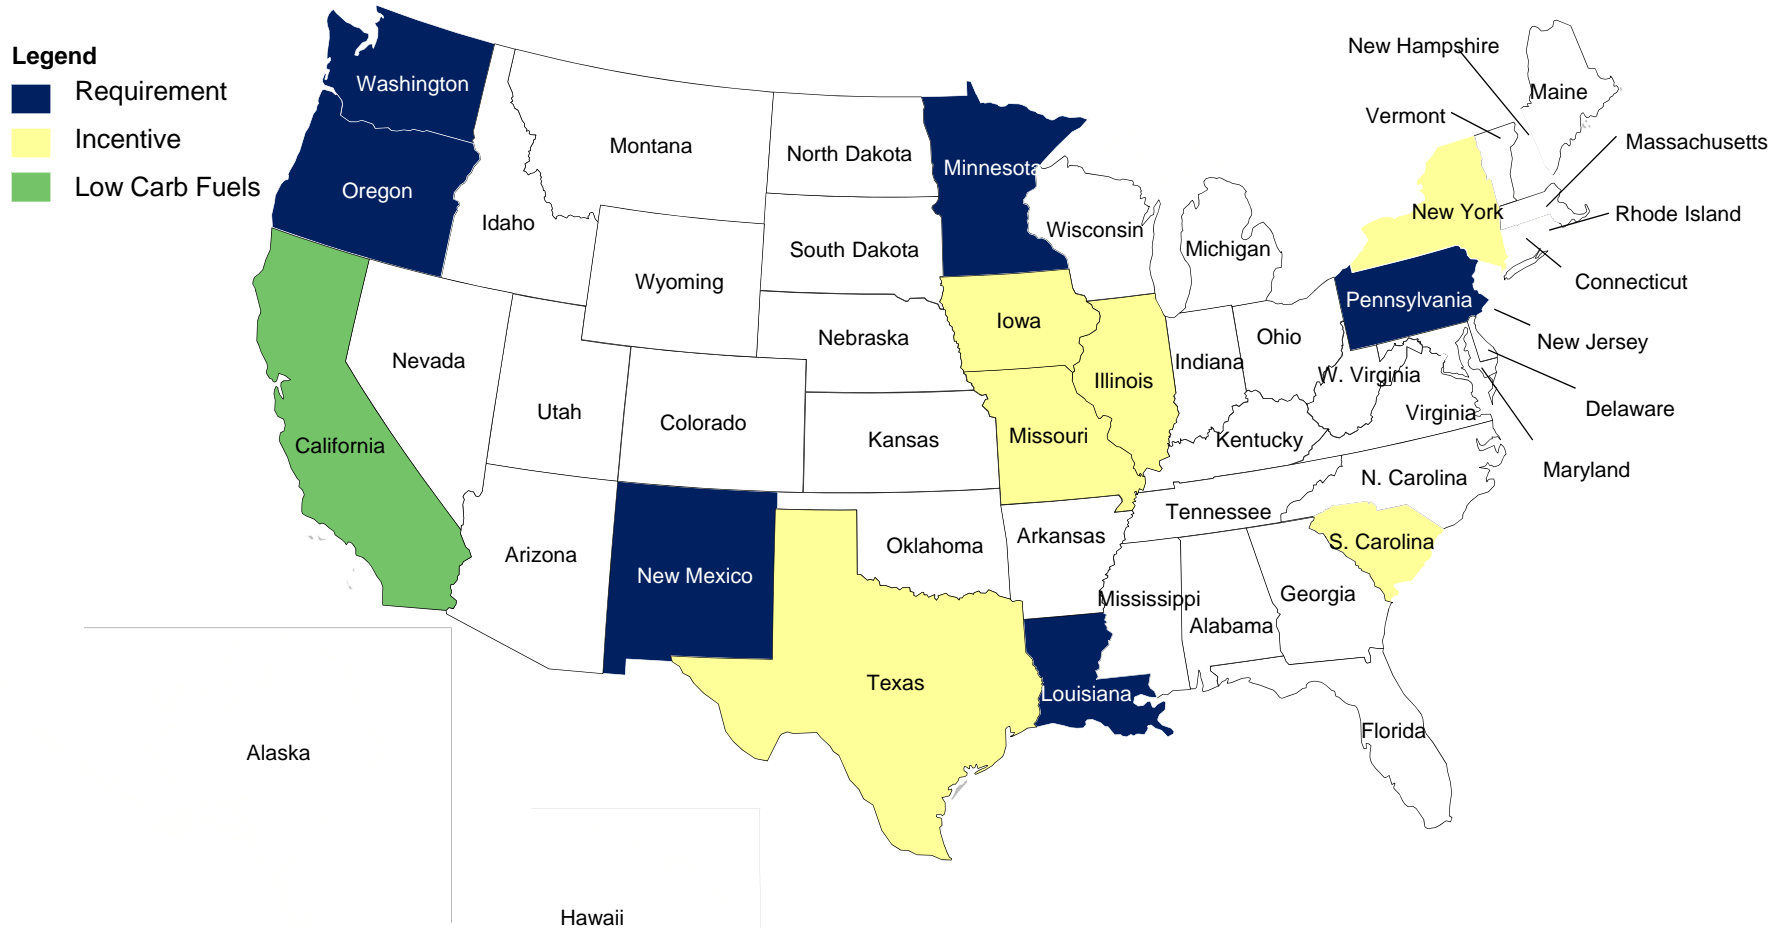 Legend
Requirement
Incentive
Low Carb Fuels
Washington
Oregon
California
Idaho
Nevada
Montana
Wyoming
Utah
Colorado
Arizona
New Mexico
North Dakota
South Dakota
Nebraska
Kansas
Oklahoma
Texas
Minnesota
Iowa
Missouri
Arkansas
Louisiana
Wisconsin
Illinois
Michigan
Indiana
Ohio
Kentucky
Tennessee
Mississippi
Alabama
Georgia
Florida
S. Carolina
N. Carolina
Virginia
W. Virginia
Pennsylvania
New York
New Hampshire
Vermont
Maine
Massachusetts
Rhode Island
Connecticut
New Jersey
Delaware
Maryland
Alaska
Hawaii